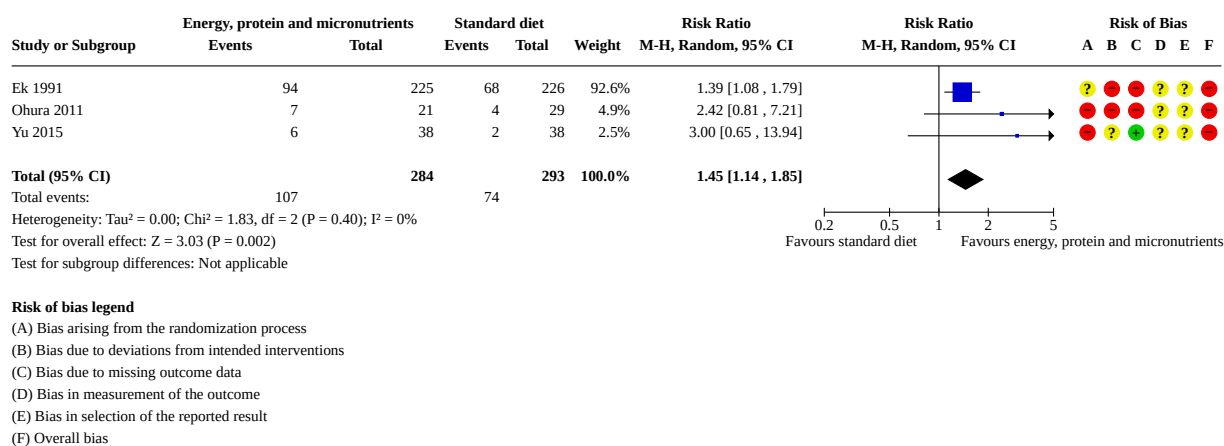 Energy, protein and micronutrients Standard diet Risk Ratio Risk Ratio Risk of Bias
Study or Subgroup Events Total Events Total Weight M-H, Random, 95% CI M-H, Random, 95% CI A B C D E F
Ek 1991 94 225 68 226 92.6% 1.39 [1.08 , 1.79] ? − − ? ? −
Ohura 2011 7 21 4 29 4.9% 2.42 [0.81 , 7.21] − − − ? ? −
Yu 2015 6 38 2 38 2.5% 3.00 [0.65 , 13.94] − ? + ? ? −
Total (95% CI) 284 293 100.0% 1.45 [1.14 , 1.85]
Total events: 107 74
Heterogeneity: Tau² = 0.00; Chi² = 1.83, df = 2 (P = 0.40); I² = 0%
0.2 0.5 1 2 5
Test for overall effect: Z = 3.03 (P = 0.002) Favours standard diet Favours energy, protein and micronutrients
Test for subgroup differences: Not applicable
Risk of bias legend
(A) Bias arising from the randomization process
(B) Bias due to deviations from intended interventions
(C) Bias due to missing outcome data
(D) Bias in measurement of the outcome
(E) Bias in selection of the reported result
(F) Overall bias